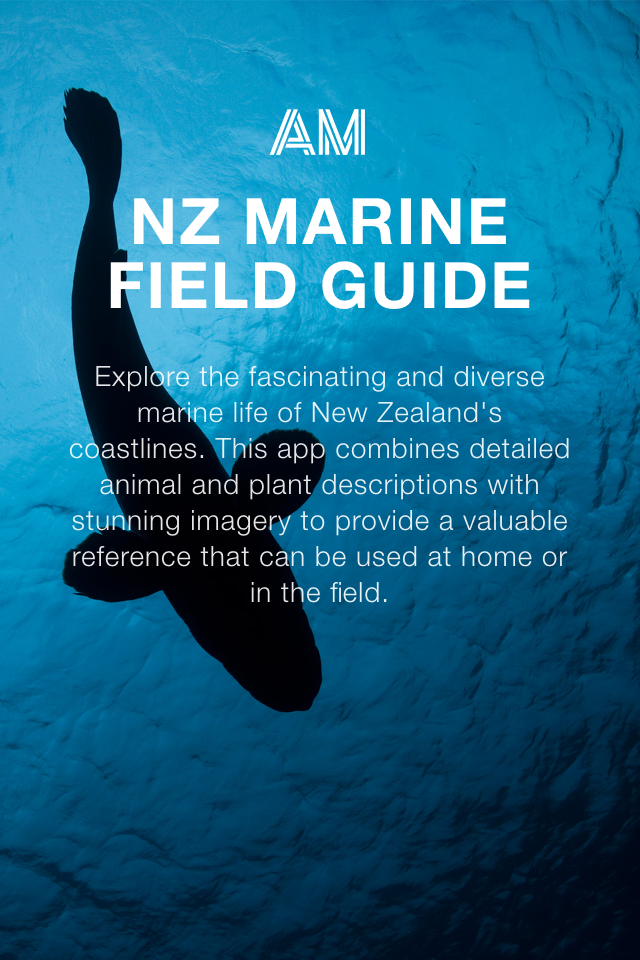 AM
NZ MARINE
FIELD GUIDE
Explore the fascinating and diverse
marine life of New Zealand's
coastlines. This app combines detailed
animal and plant descriptions with
stunning imagery to provide a valuable
reference that can be used at home or
in the field.